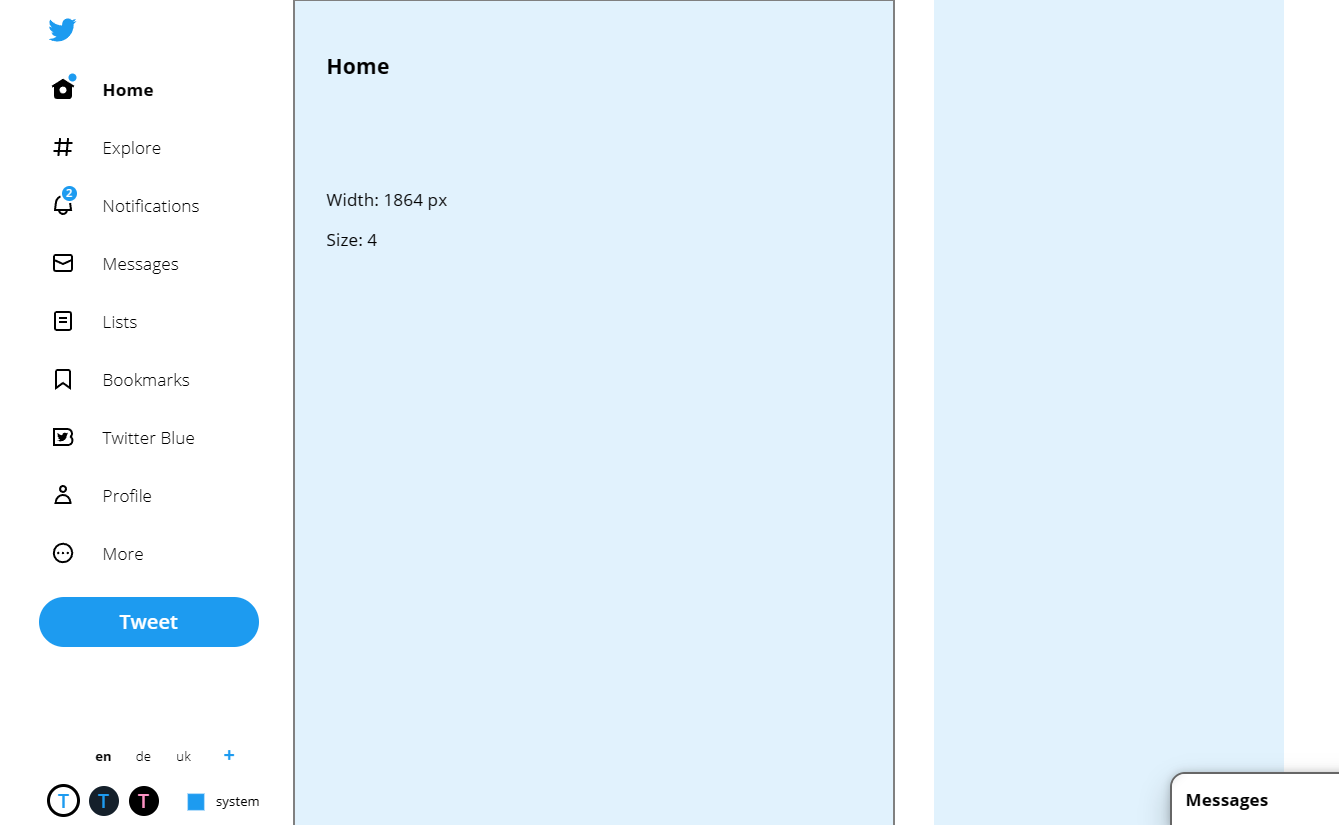 Home
Explore
2
Notifications
Messages
Lists
Bookmarks
Twitter Blue
Profile
More
Tweet
en de uk +
T T T system
Home
Width: 1864 px
Size: 4
Messages